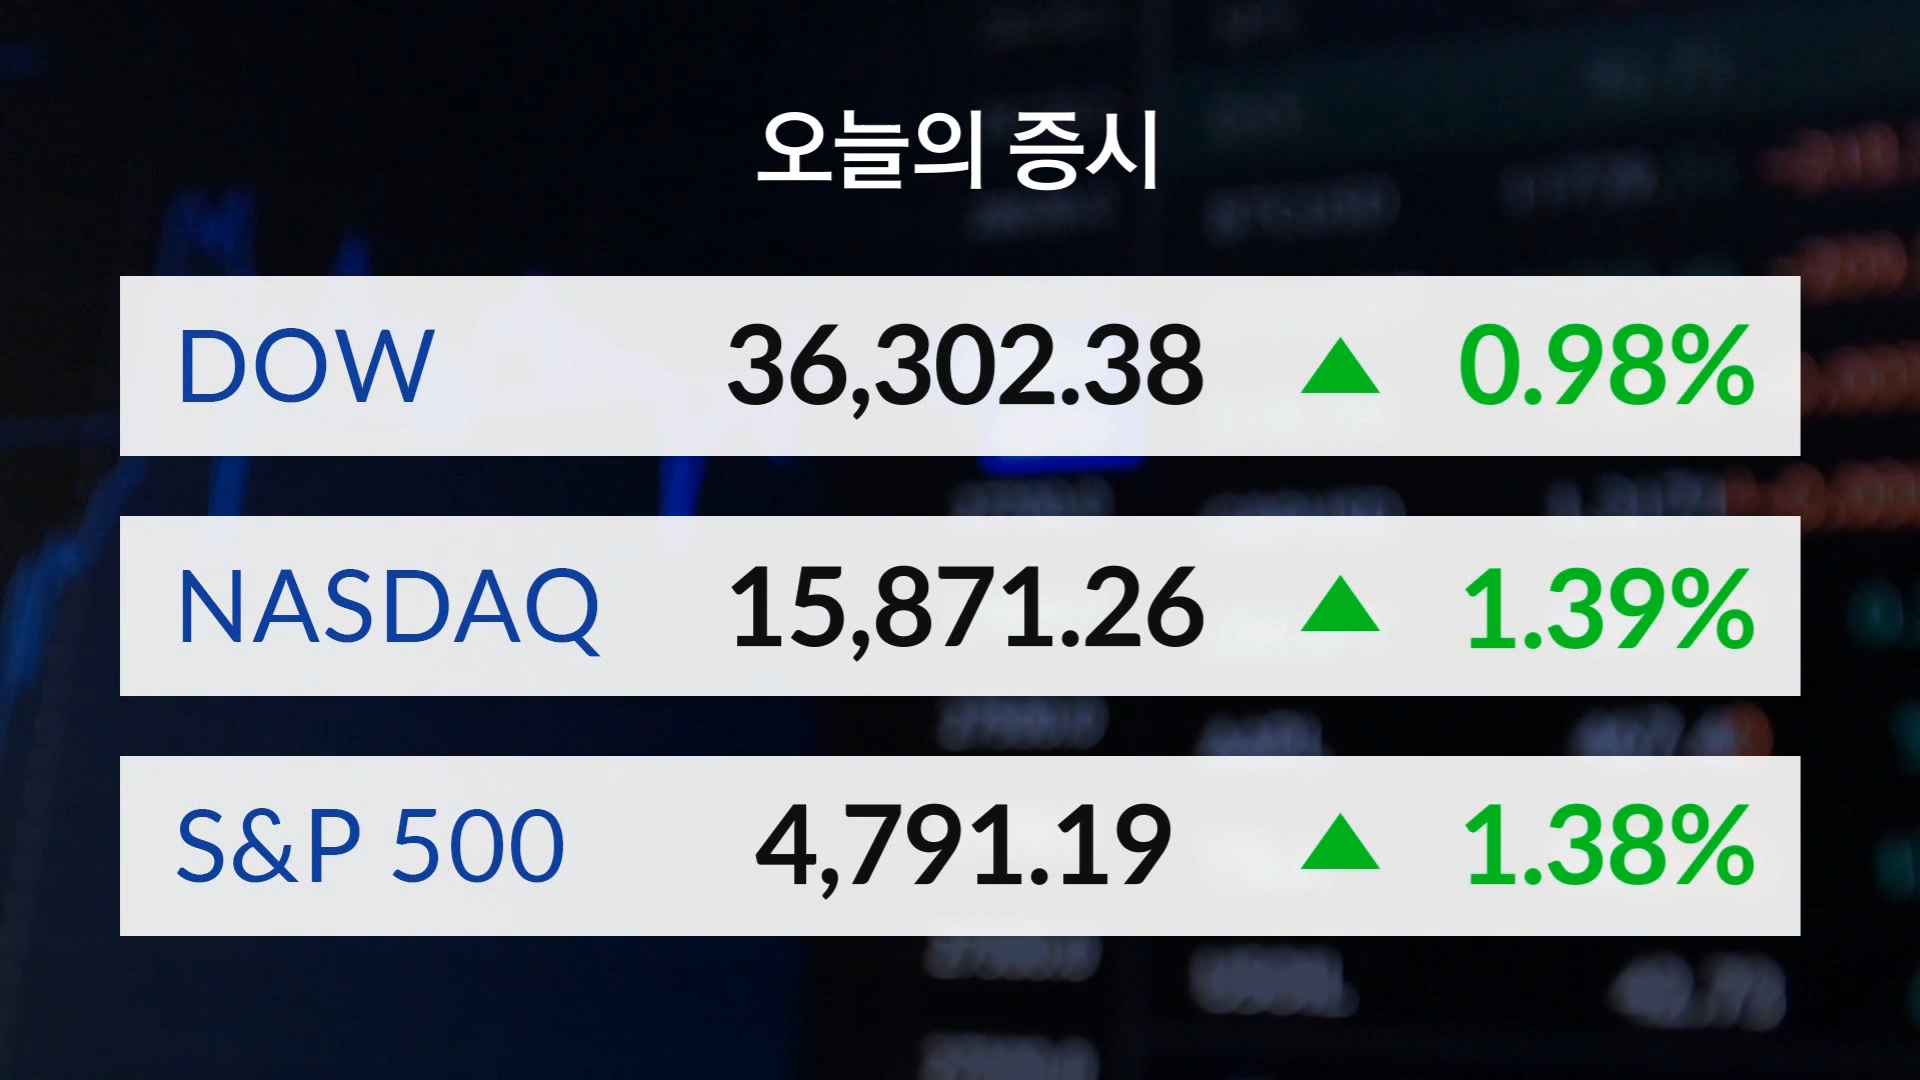 오늘의 증시
DOW 36,302.38 ▲ 0.98%
NASDAQ 15,871.26 ▲ 1.39%
S&P 500 4,791.19 ▲ 1.38%